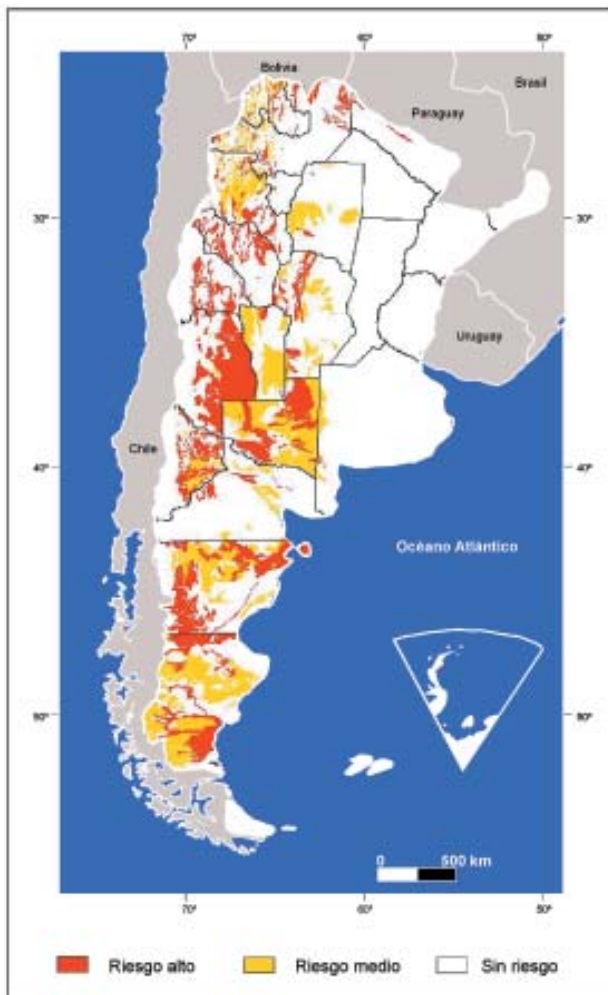 70° 60° 50°
Bolivia
Brasil
Paraguay
30° 30°
Uruguay
Chile
40° 40°
Océano Atlántico
50° 50°
0 500 km
70° 60° 50°
Riesgo alto Riesgo medio Sin riesgo